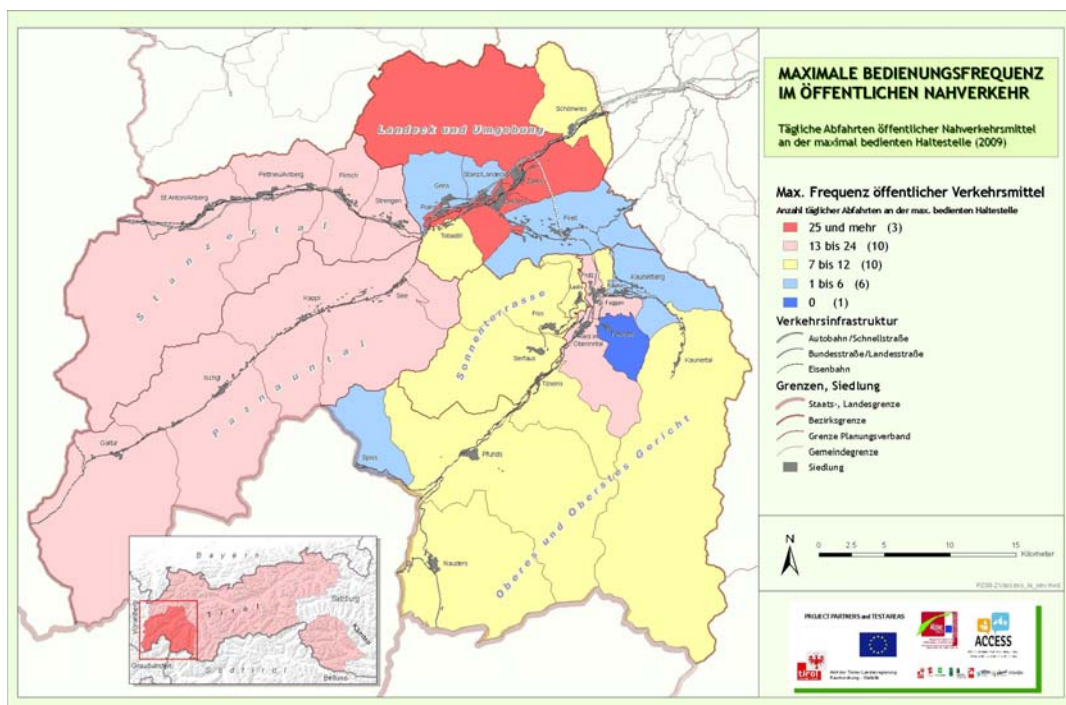 MAXIMALE BEDIENUNGSFREQUENZ
IM ÖFFENTLICHEN NAHVERKEHR
Tägliche Abfahrten öffentlicher Nahverkehrsmittel
an der maximal bedienten Haltestelle (2009)
Max. Frequenz öffentlicher Verkehrsmittel
Anzahl täglicher Abfahrten an der max. bedienten Haltestelle
25 und mehr (3)
13 bis 24 (10)
7 bis 12 (10)
1 bis 6 (6)
0 (1)
Verkehrsinfrastruktur
Autobahn/Schnellstraße
Bundesstraße/Landesstraße
Eisenbahn
Grenzen, Siedlung
Staats-, Landesgrenze
Bezirksgrenze
Grenze Planungsverband
Gemeindegrenze
Siedlung
N
0 2.5 5 10 15
Kilometer
PROJECT PARTNERS and TEST AREAS
ACCESS
tirol
Landeck und Umgebung
Schönwies
Zams
Stanz/Landeck
Grins
Pians
Fliess
Tobadill
St.Anton/Arlberg
Pettneu/Arlberg
Flirsch
Strengen
Stanzertal
Kappl
See
Ischgl
Galtür
Paznauntal
Sonnenterrasse
Ladis
Fiss
Serfaus
Prutz
Faggen
Kaunerberg
Kaunertal
Ried im
Oberinntal
Tösens
Spiss
Pfunds
Nauders
Oberes und Oberstes Gericht
Bayern
Salzburg
Tirol
Vorarlberg
Kärnten
Graubünden
Südtirol
Belluno